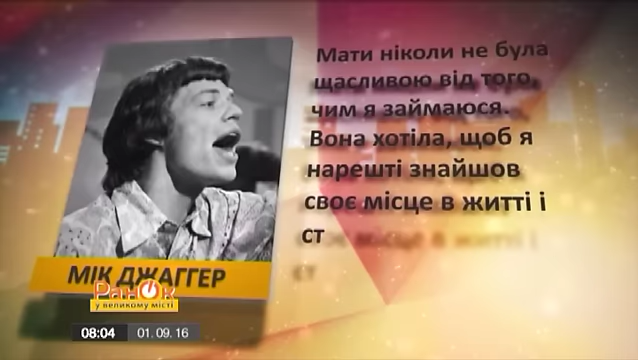 Мати ніколи не була
щасливою від того,
чим я займаюся.
Вона хотіла, щоб я
нарешті знайшов
своє місце в житті і
ст
МІК ДЖАГГЕР
Ранок
у великому місті
08:04 01.09.16